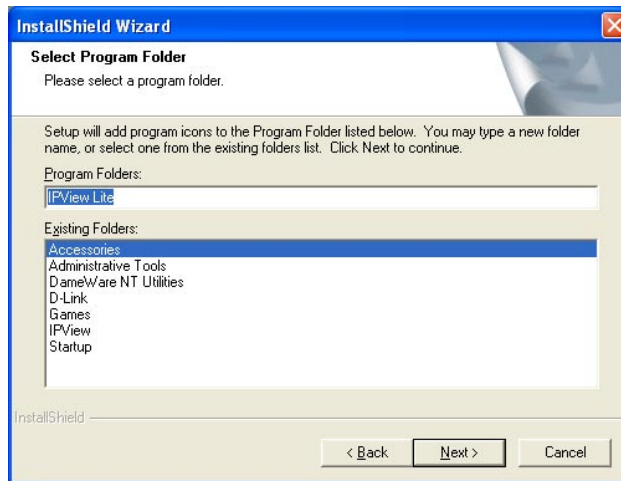 InstallShield Wizard
Select Program Folder
Please select a program folder.
Setup will add program icons to the Program Folder listed below. You may type a new folder
name, or select one from the existing folders list. Click Next to continue.
Program Folders:
IPView Lite
Existing Folders:
Accessories
Administrative Tools
DameWare NT Utilities
D-Link
Games
IPView
Startup
InstallShield
< Back
Next >
Cancel